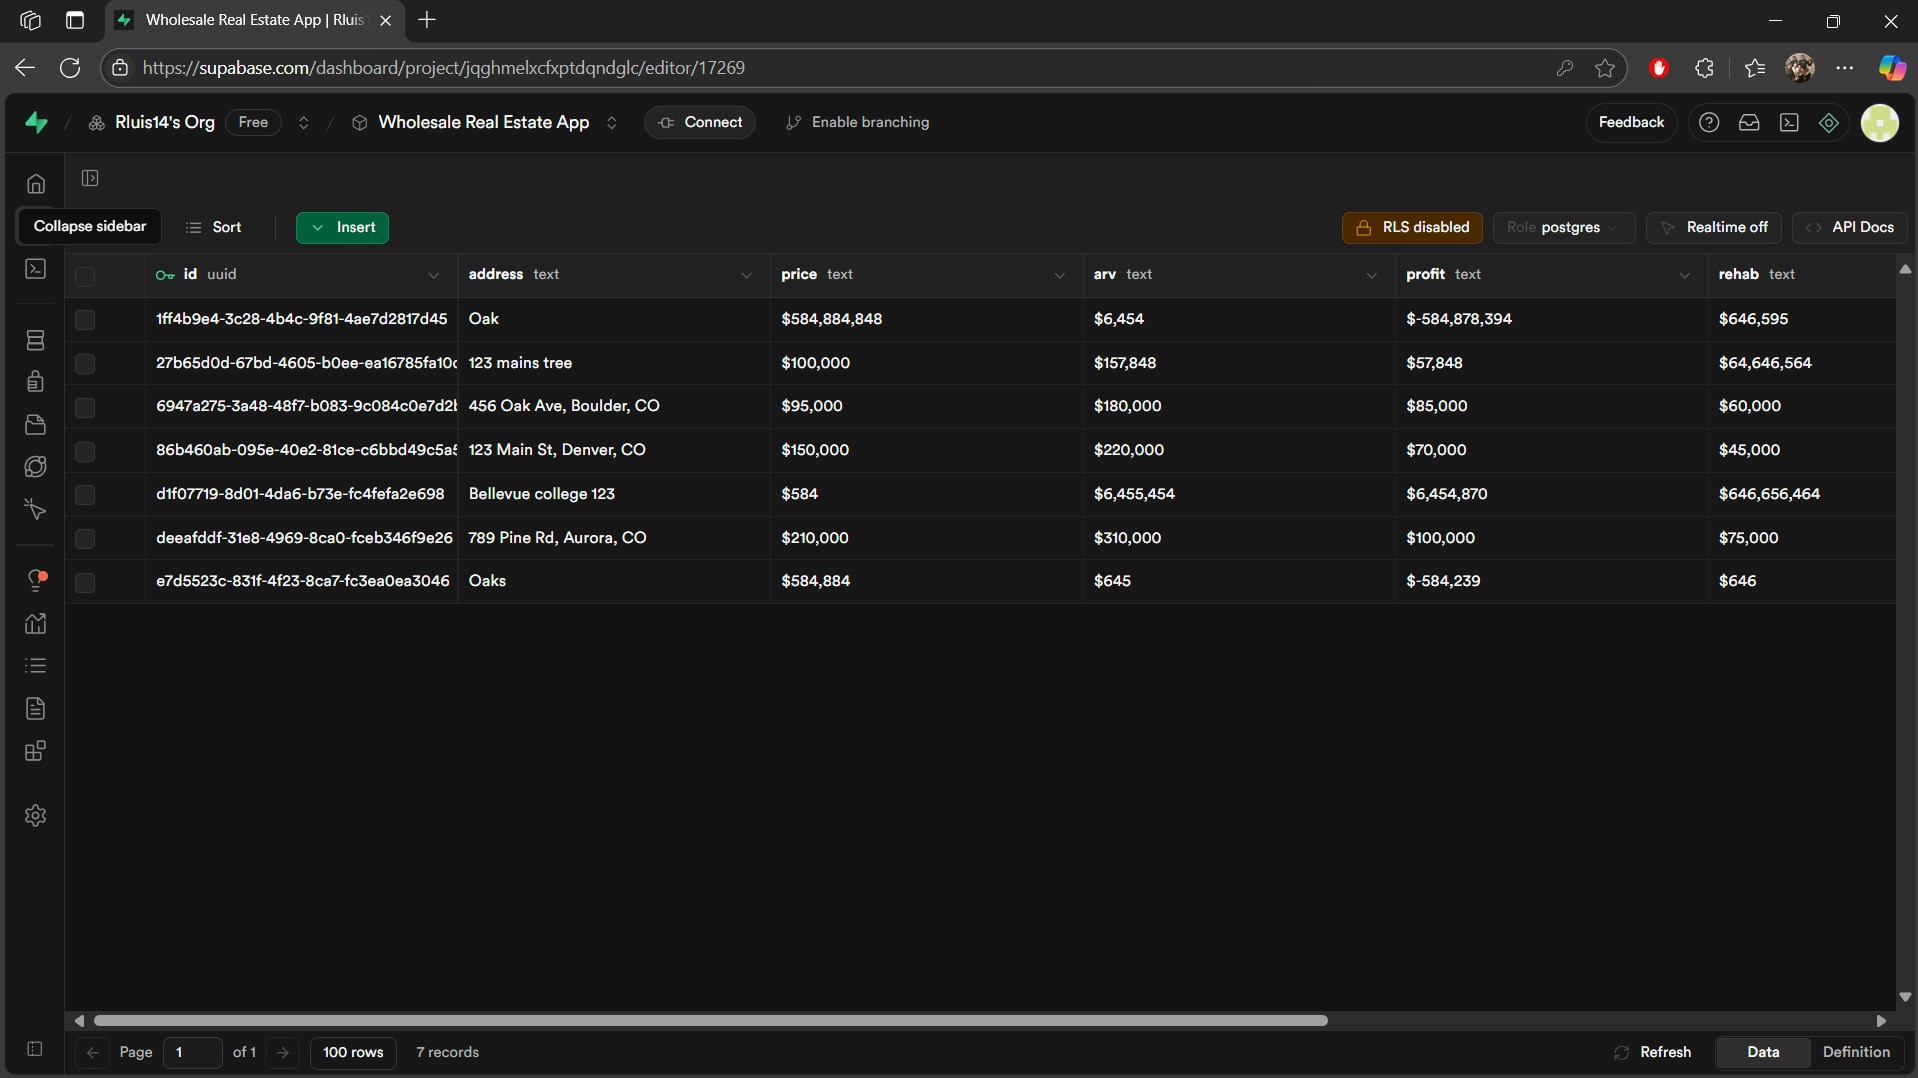 Wholesale Real Estate App | Rluis
https://supabase.com/dashboard/project/jqghmelxcfxptdqndglc/editor/17269
/ Rluis14's Org Free / Wholesale Real Estate App Connect Enable branching Feedback
Collapse sidebar Sort Insert RLS disabled Role postgres Realtime off API Docs
id uuid address text price text arv text profit text rehab text
1ff4b9e4-3c28-4b4c-9f81-4ae7d2817d45 Oak $584,884,848 $6,454 $-584,878,394 $646,595
27b65d0d-67bd-4605-b0ee-ea16785fa10 123 mains tree $100,000 $157,848 $57,848 $64,646,564
6947a275-3a48-48f7-b083-9c084c0e7d2 456 Oak Ave, Boulder, CO $95,000 $180,000 $85,000 $60,000
86b460ab-095e-40e2-81ce-c6bbd49c5a 123 Main St, Denver, CO $150,000 $220,000 $70,000 $45,000
d1f07719-8d01-4da6-b73e-fc4fefa2e698 Bellevue college 123 $584 $6,455,454 $6,454,870 $646,656,464
deeafddf-31e8-4969-8ca0-fceb346f9e26 789 Pine Rd, Aurora, CO $210,000 $310,000 $100,000 $75,000
e7d5523c-831f-4f23-8ca7-fc3ea0ea3046 Oaks $584,884 $645 $-584,239 $646
Page 1 of 1 100 rows 7 records Refresh Data Definition